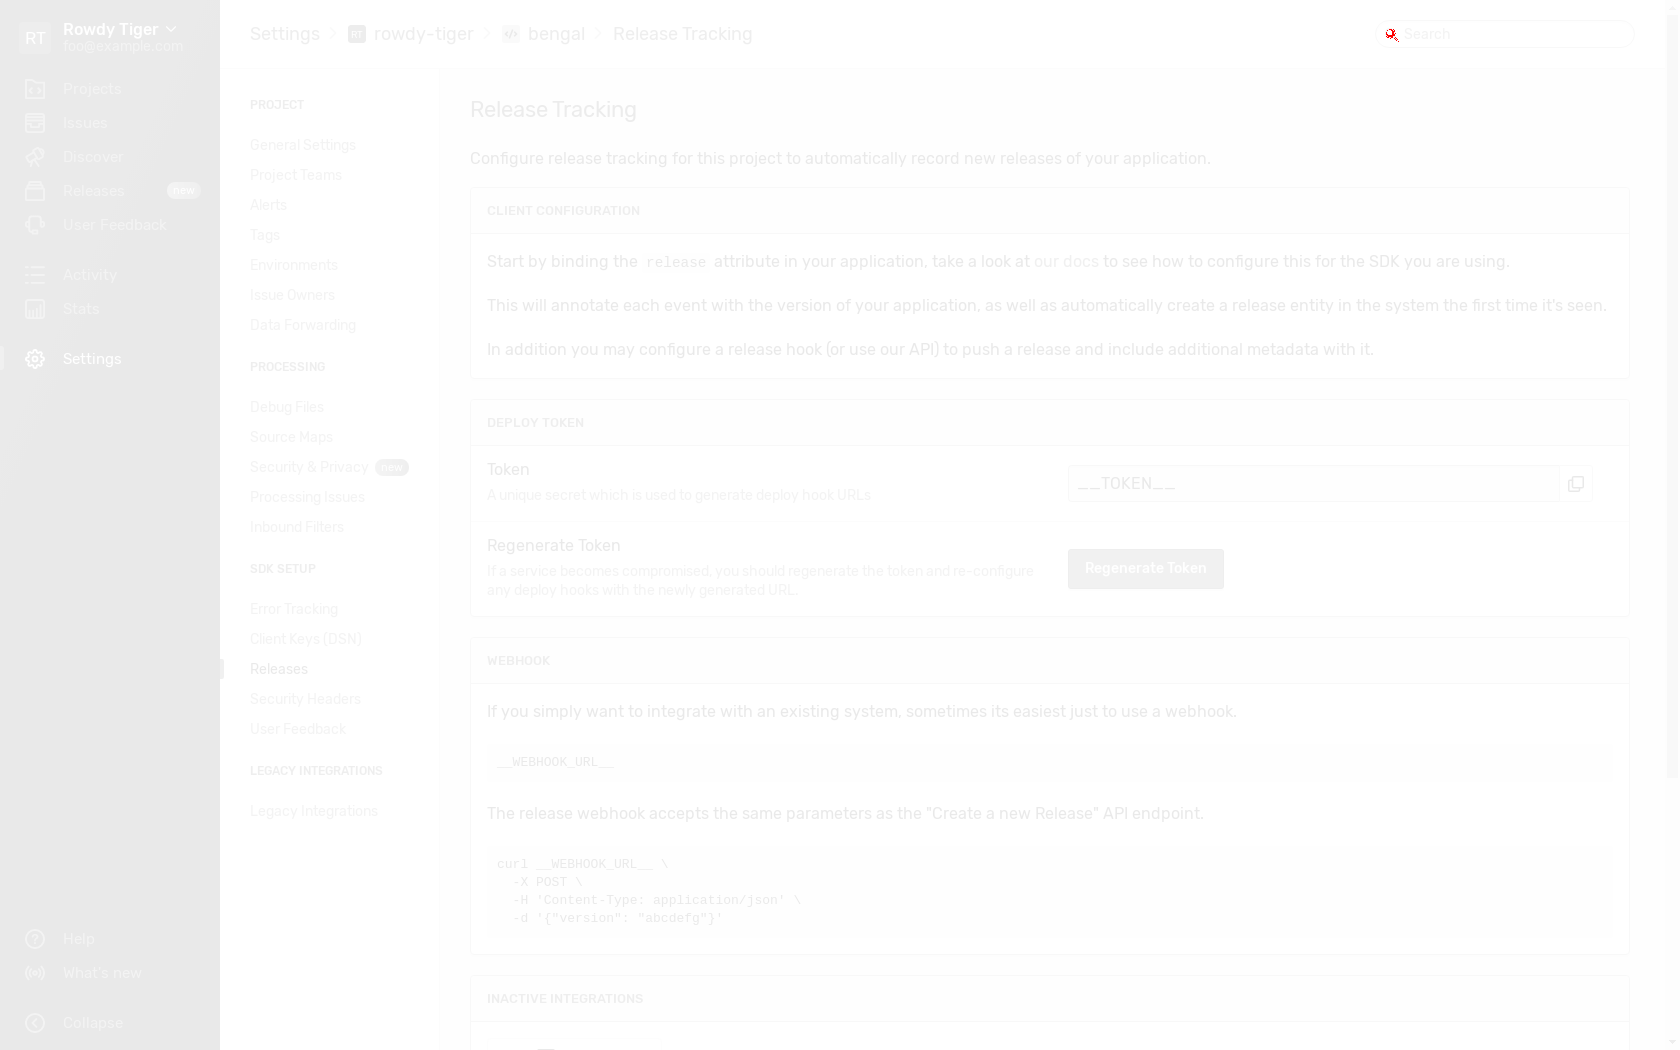 RT
Rowdy Tiger
foo@example.com
Projects
Issues
Discover
Releases new
User Feedback
Activity
Stats
Settings
Help
What's new
Collapse
Settings RT rowdy-tiger bengal Release Tracking
Search
PROJECT
General Settings
Project Teams
Alerts
Tags
Environments
Issue Owners
Data Forwarding
PROCESSING
Debug Files
Source Maps
Security & Privacy new
Processing Issues
Inbound Filters
SDK SETUP
Error Tracking
Client Keys (DSN)
Releases
Security Headers
User Feedback
LEGACY INTEGRATIONS
Legacy Integrations
Release Tracking
Configure release tracking for this project to automatically record new releases of your application.
CLIENT CONFIGURATION
Start by binding the release attribute in your application, take a look at our docs to see how to configure this for the SDK you are using.
This will annotate each event with the version of your application, as well as automatically create a release entity in the system the first time it's seen.
In addition you may configure a release hook (or use our API) to push a release and include additional metadata with it.
DEPLOY TOKEN
Token
A unique secret which is used to generate deploy hook URLs
__TOKEN__
Regenerate Token
If a service becomes compromised, you should regenerate the token and re-configure
any deploy hooks with the newly generated URL.
Regenerate Token
WEBHOOK
If you simply want to integrate with an existing system, sometimes its easiest just to use a webhook.
__WEBHOOK_URL__
The release webhook accepts the same parameters as the "Create a new Release" API endpoint.
curl __WEBHOOK_URL__ \
-X POST \
-H 'Content-Type: application/json' \
-d '{"version": "abcdefg"}'
INACTIVE INTEGRATIONS